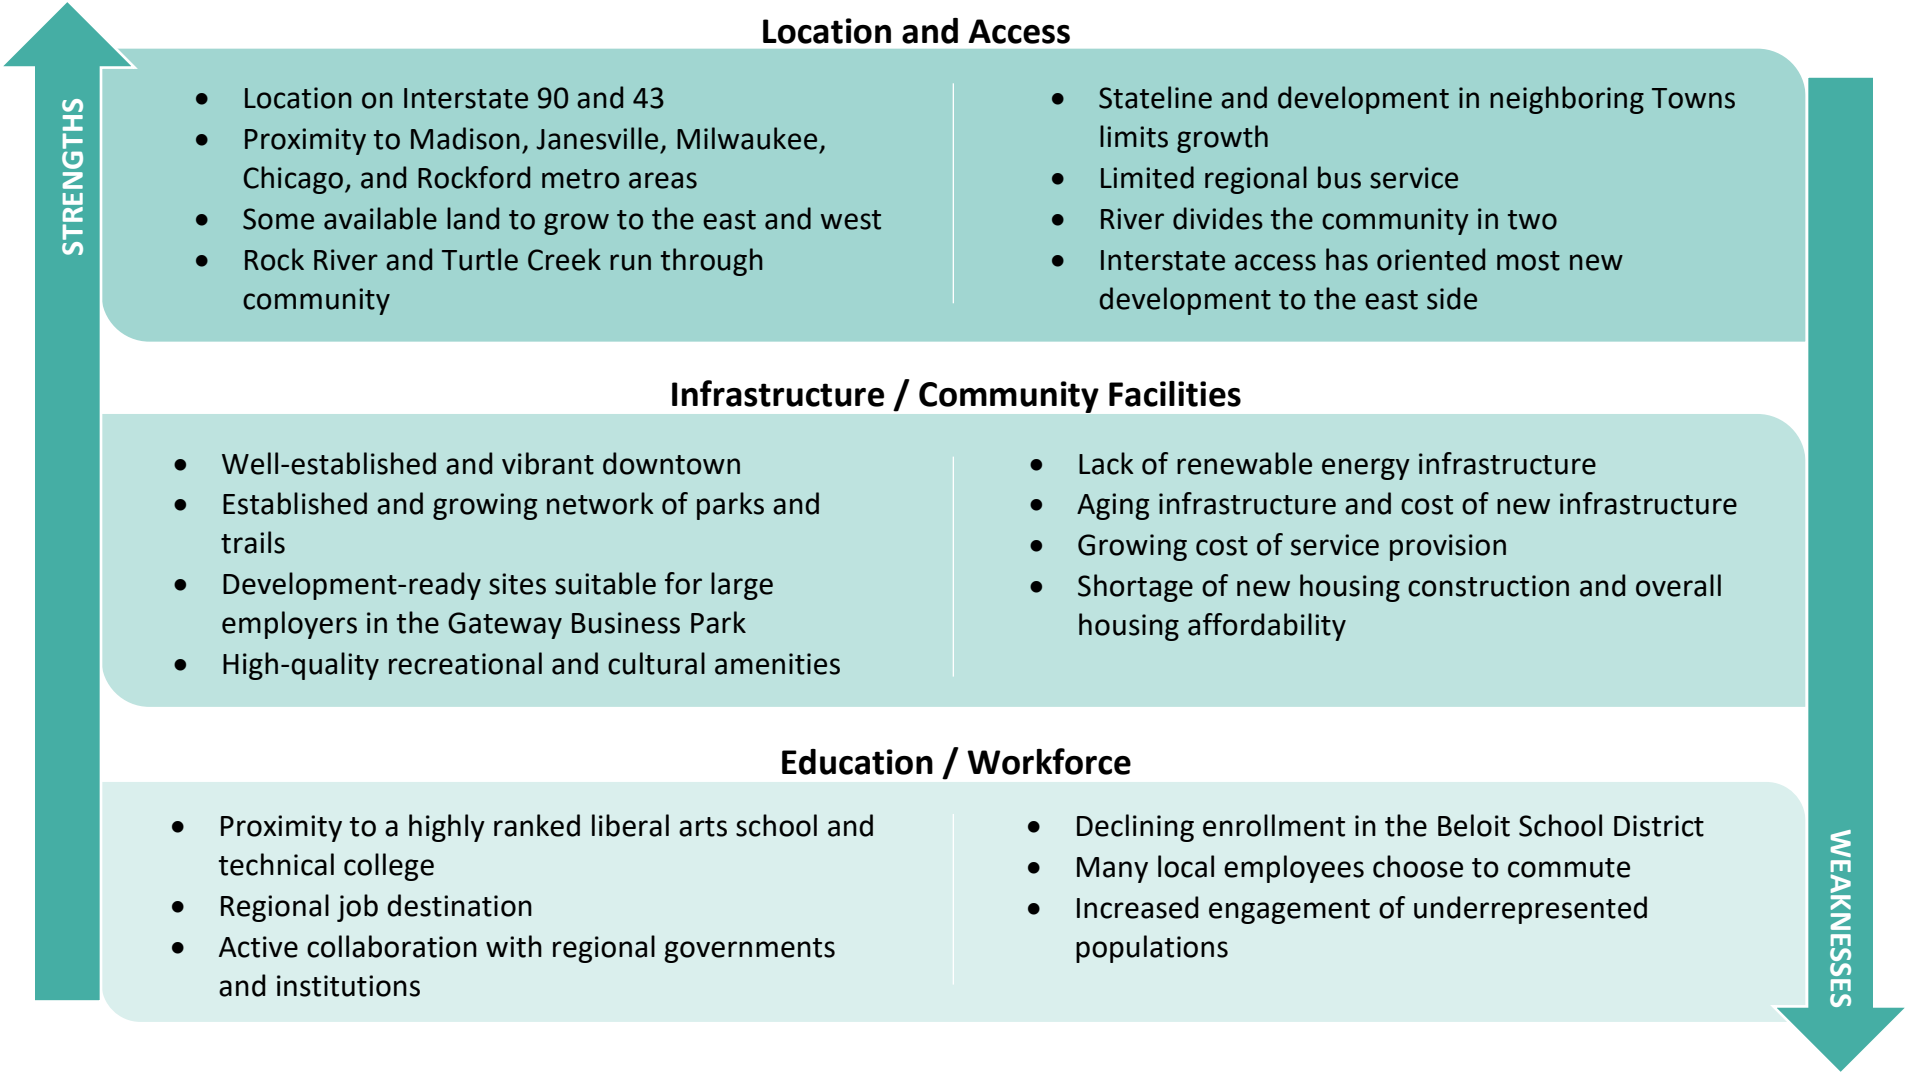 Location and Access
STRENGTHS
• Location on Interstate 90 and 43
• Proximity to Madison, Janesville, Milwaukee,
Chicago, and Rockford metro areas
• Some available land to grow to the east and west
• Rock River and Turtle Creek run through
community
• Stateline and development in neighboring Towns
limits growth
• Limited regional bus service
• River divides the community in two
• Interstate access has oriented most new
development to the east side
Infrastructure / Community Facilities
• Well-established and vibrant downtown
• Established and growing network of parks and
trails
• Development-ready sites suitable for large
employers in the Gateway Business Park
• High-quality recreational and cultural amenities
• Lack of renewable energy infrastructure
• Aging infrastructure and cost of new infrastructure
• Growing cost of service provision
• Shortage of new housing construction and overall
housing affordability
Education / Workforce
• Proximity to a highly ranked liberal arts school and
technical college
• Regional job destination
• Active collaboration with regional governments
and institutions
• Declining enrollment in the Beloit School District
• Many local employees choose to commute
• Increased engagement of underrepresented
populations
WEAKNESSES